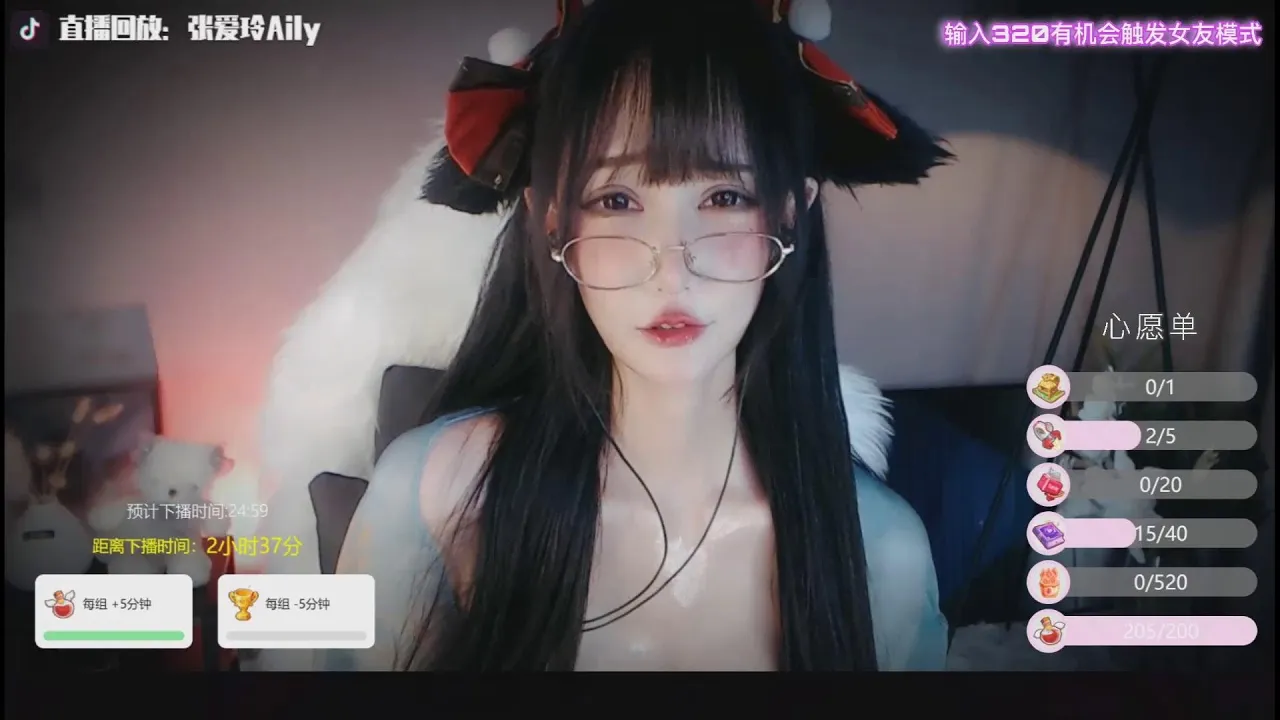 直播回放: 张爱玲Aily
输入320有机会触发女友模式
心愿单
0/1
2/5
0/20
15/40
0/520
205/200
预计下播时间:24:59
距离下播时间: 2小时37分
每组 +5分钟
每组 -5分钟